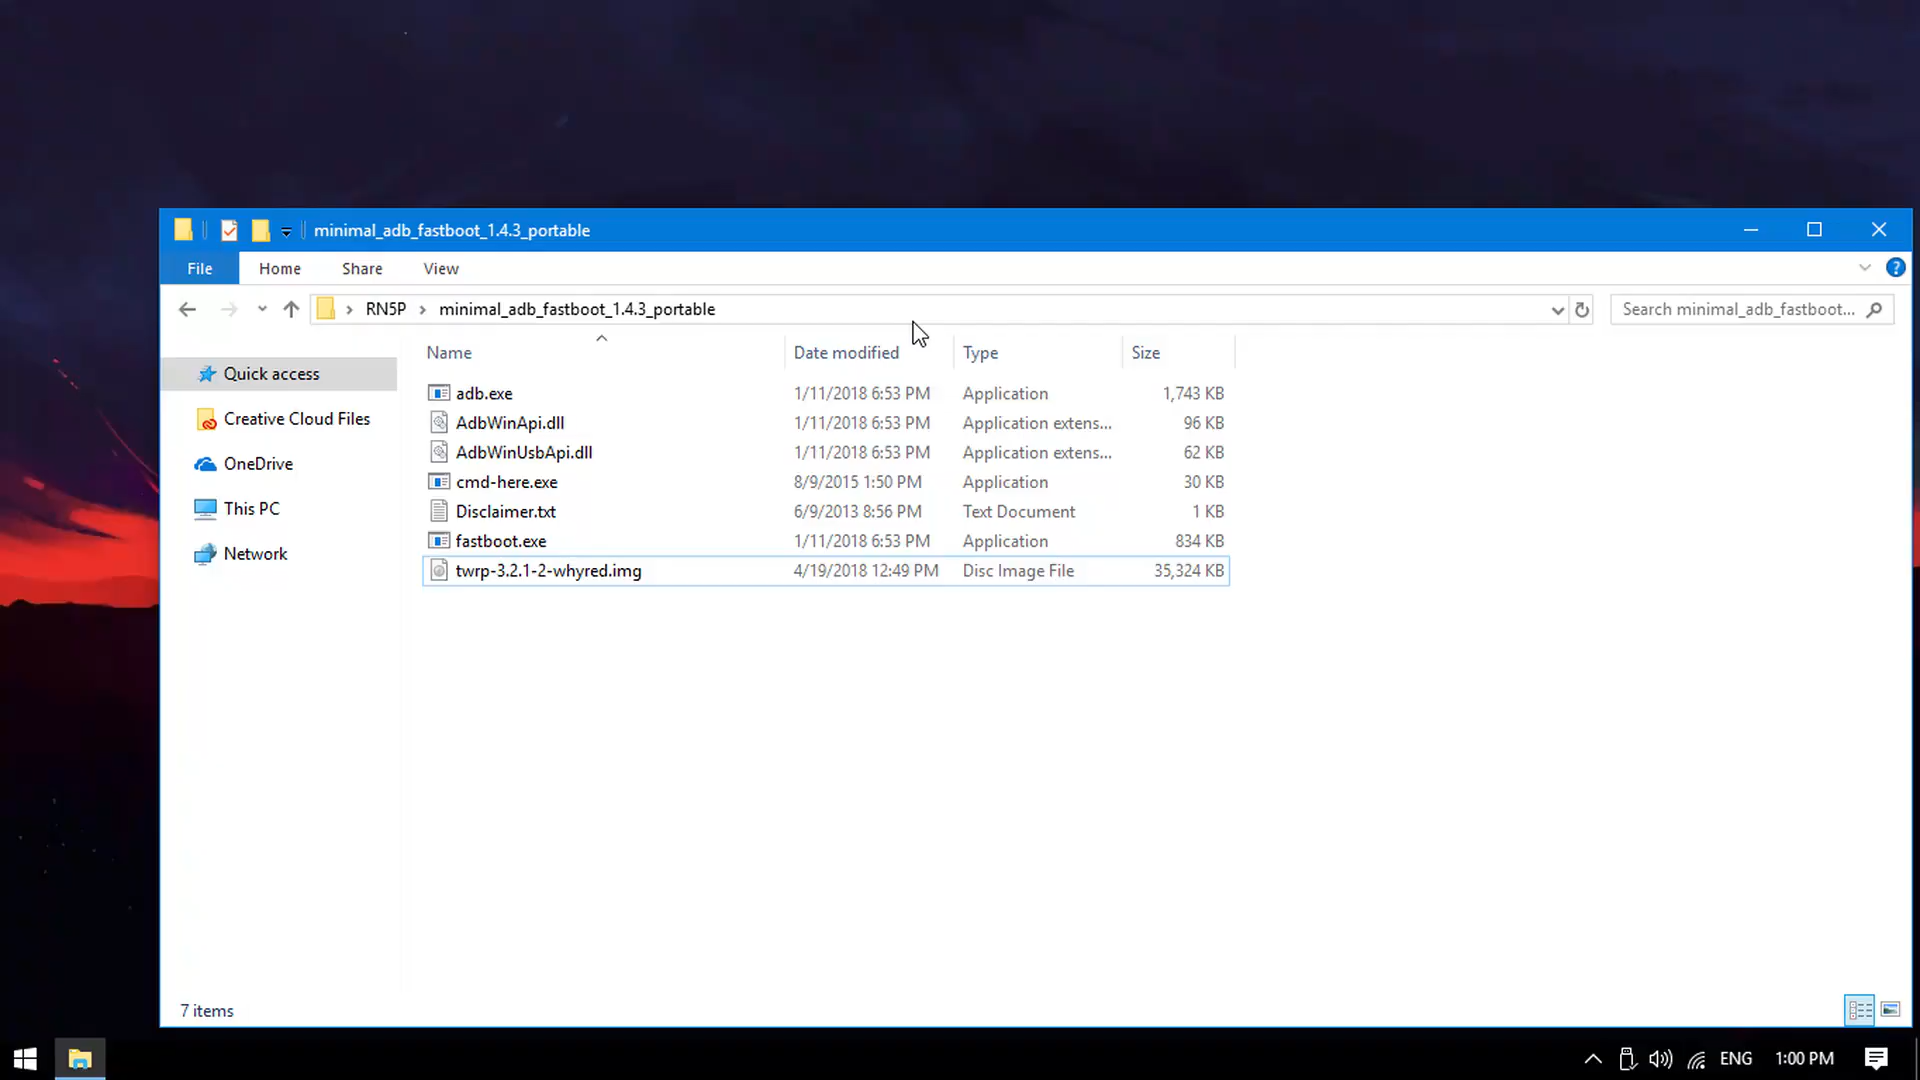 minimal_adb_fastboot_1.4.3_portable
File Home Share View
RN5P > minimal_adb_fastboot_1.4.3_portable
Search minimal_adb_fastboot...
Name Date modified Type Size
Quick access
Creative Cloud Files
OneDrive
This PC
Network
adb.exe 1/11/2018 6:53 PM Application 1,743 KB
AdbWinApi.dll 1/11/2018 6:53 PM Application extens... 96 KB
AdbWinUsbApi.dll 1/11/2018 6:53 PM Application extens... 62 KB
cmd-here.exe 8/9/2015 1:50 PM Application 30 KB
Disclaimer.txt 6/9/2013 8:56 PM Text Document 1 KB
fastboot.exe 1/11/2018 6:53 PM Application 834 KB
twrp-3.2.1-2-whyred.img 4/19/2018 12:49 PM Disc Image File 35,324 KB
7 items
ENG 1:00 PM